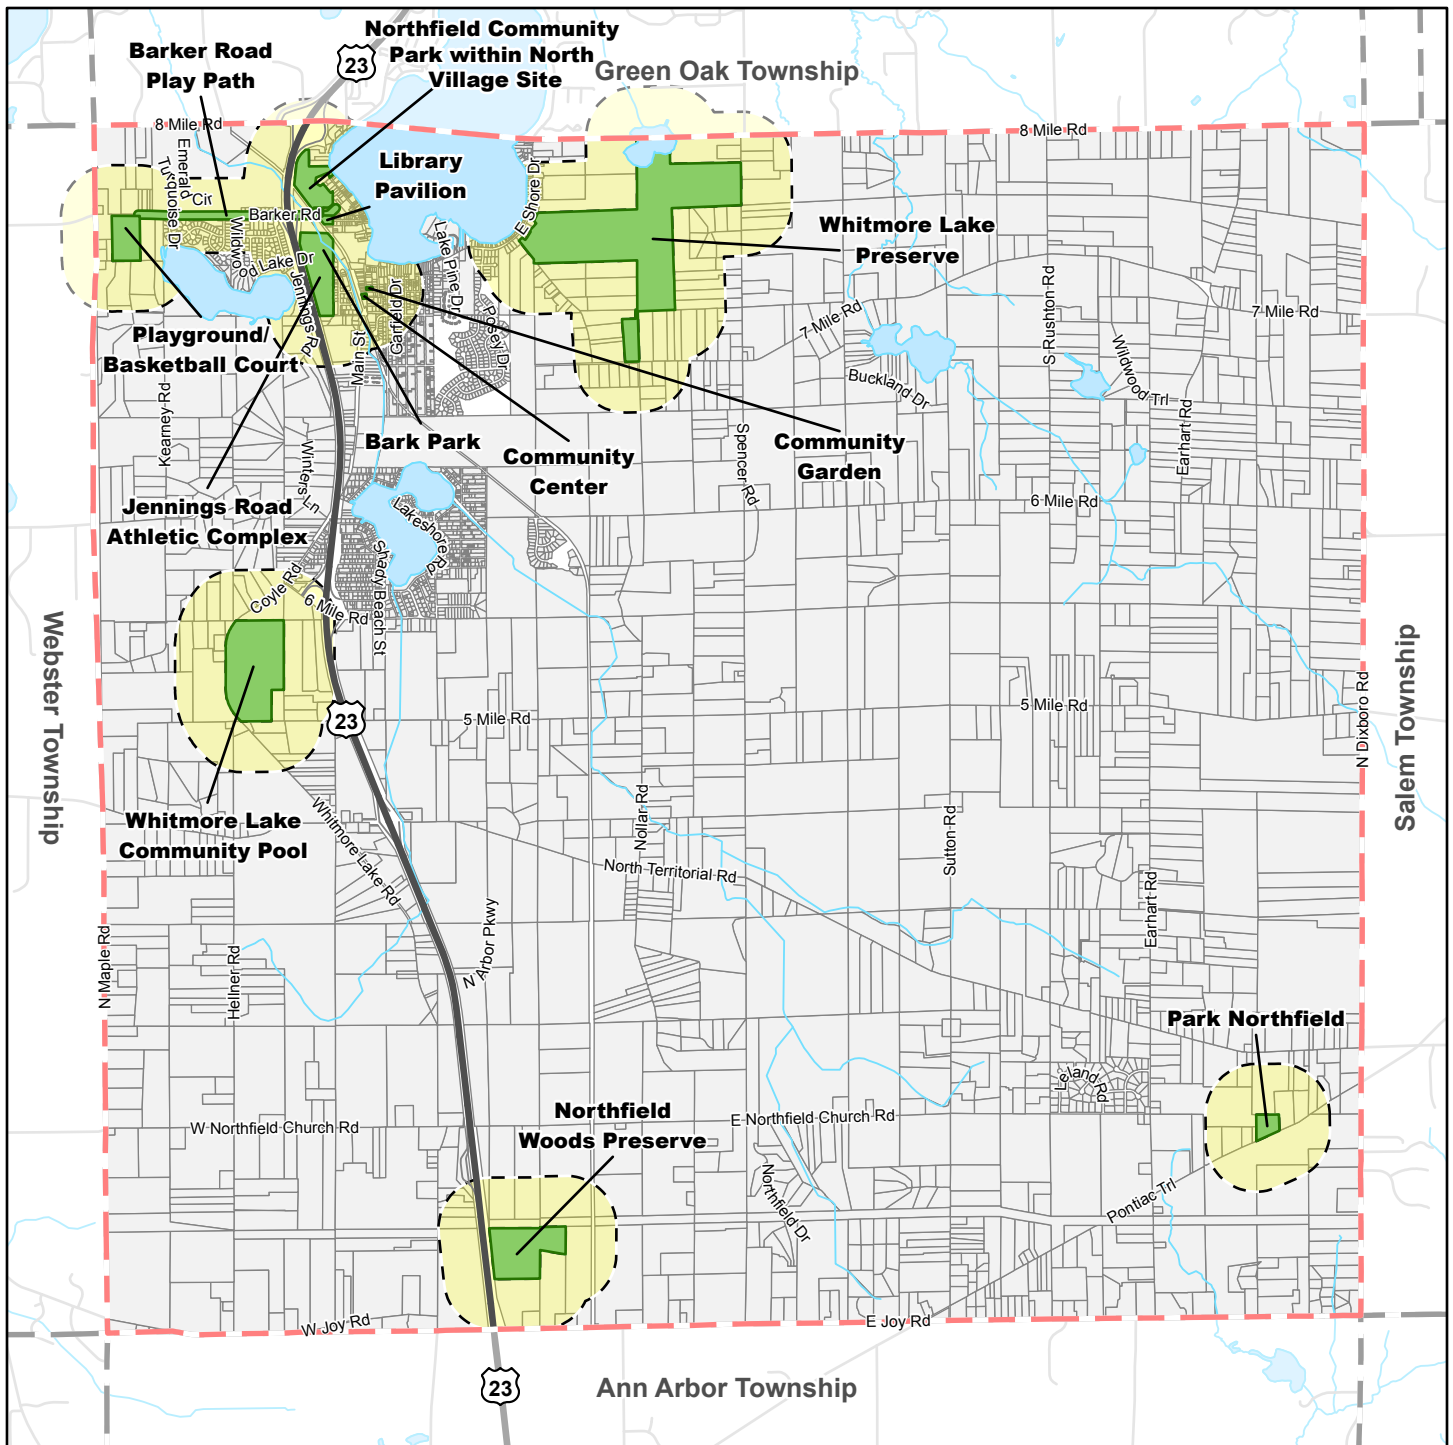 Northfield Community
Park within North
Village Site
Barker Road
Play Path
23
Green Oak Township
8 Mile Rd
8 Mile Rd
Emerald Cir
Turquoise Dr
Library
Pavilion
Barker Rd
E Shore Dr
Wildwood Lake Dr
Lake Pine Dr
Whitmore Lake
Preserve
Jennings Rd
Garfield Dr
Posey Dr
Main St
7 Mile Rd
7 Mile Rd
S Rushton Rd
Playground/
Basketball Court
Buckland Dr
Wildwood Trl
Kearney Rd
Bark Park
Community
Center
Community
Garden
Spencer Rd
Earhart Rd
Winters Ln
Jennings Road
Athletic Complex
6 Mile Rd
Lakeshore Rd
Shady Beach St
Coyle Rd
6 Mile Rd
Webster Township
Salem Township
N Dixboro Rd
23
5 Mile Rd
5 Mile Rd
Whitmore Lake
Community Pool
Whitmore Lake Rd
Nollar Rd
Sutton Rd
North Territorial Rd
Earhart Rd
N Maple Rd
Hellner Rd
N Arbor Pkwy
Park Northfield
Leland Rd
W Northfield Church Rd
Northfield
Woods Preserve
E Northfield Church Rd
Northfield Dr
Pontiac Trl
W Joy Rd
E Joy Rd
23
Ann Arbor Township